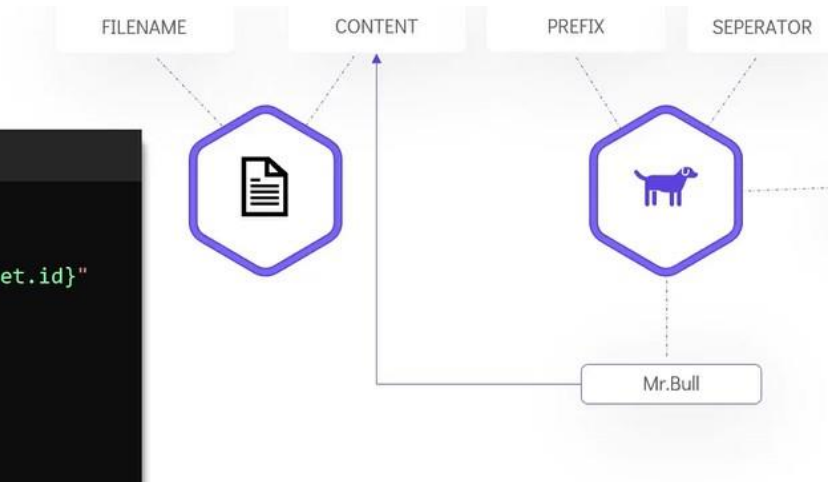 FILENAME
CONTENT
PREFIX
SEPERATOR
et.id}"
Mr.Bull